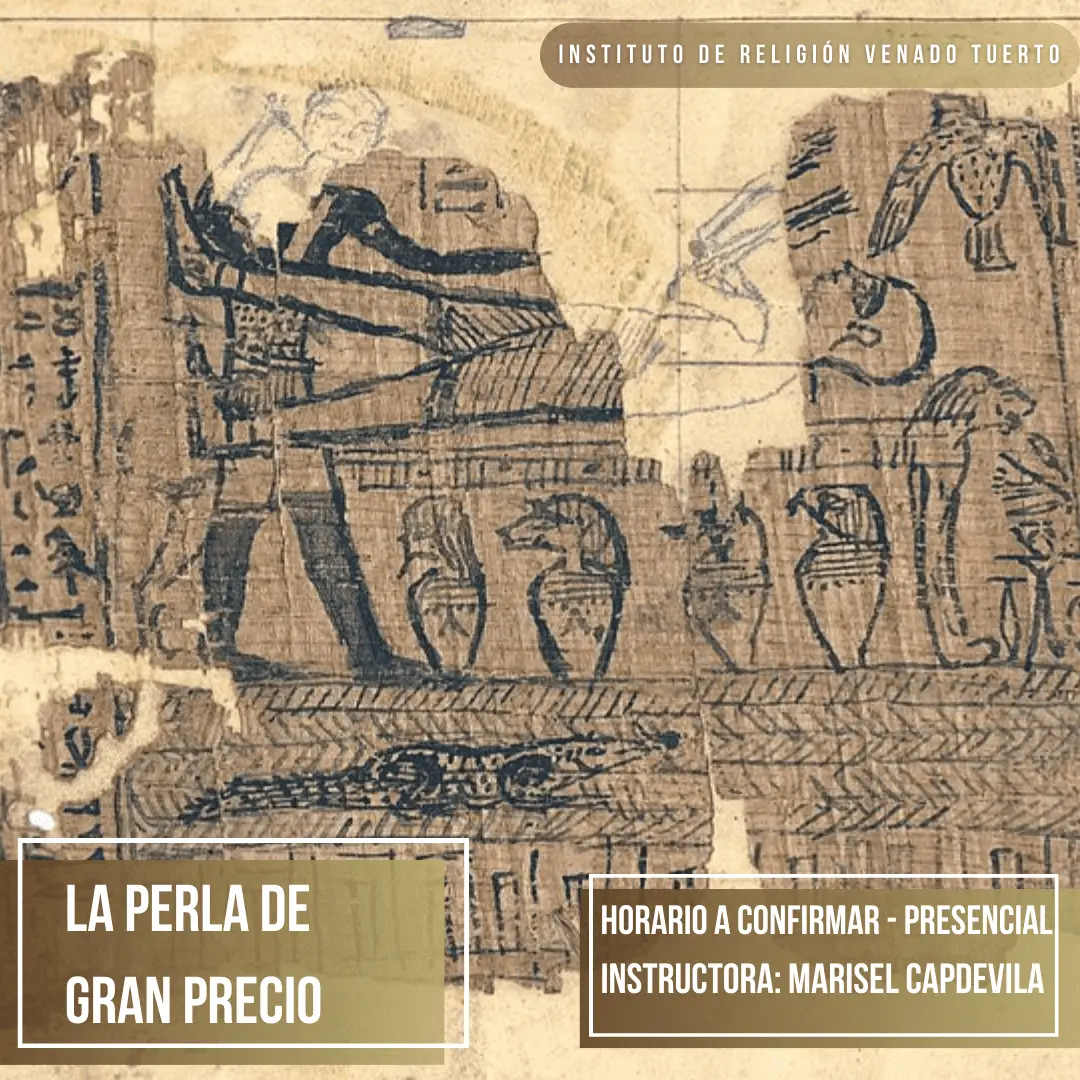 INSTITUTO DE RELIGIÓN VENADO TUERTO
LA PERLA DE
GRAN PRECIO
HORARIO A CONFIRMAR - PRESENCIAL
INSTRUCTORA: MARISEL CAPDEVILA